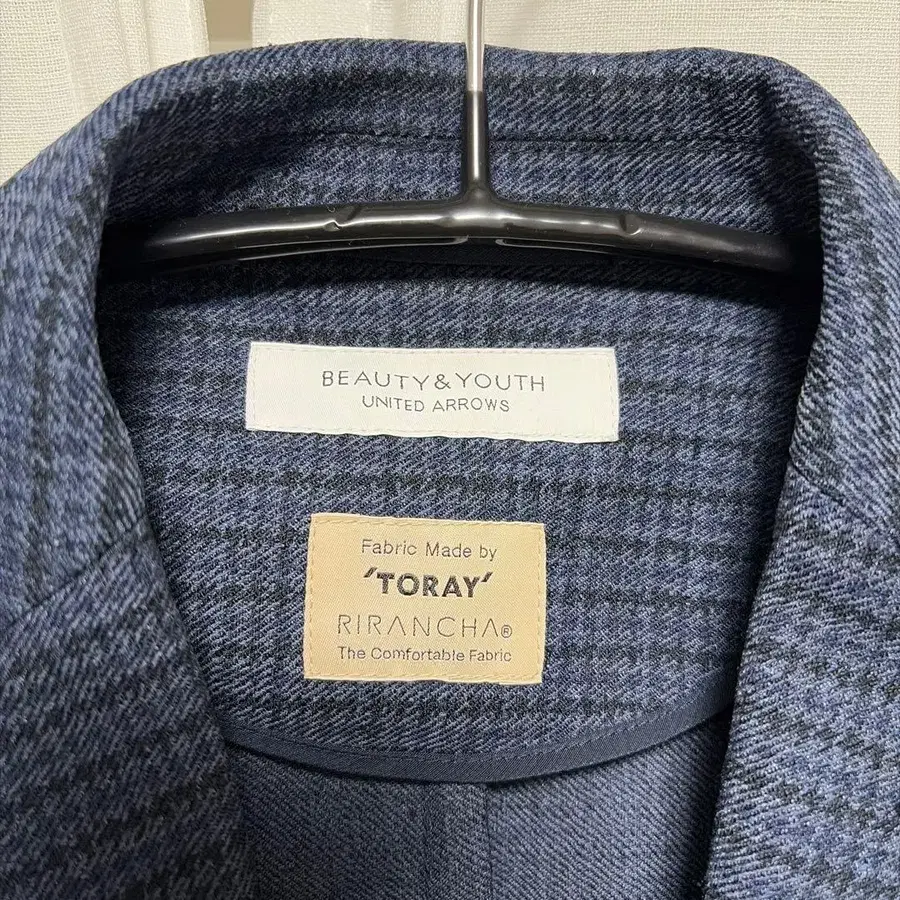 BEAUTY&YOUTH
UNITED ARROWS
Fabric Made by
'TORAY'
RIRANCHA®
The Comfortable Fabric